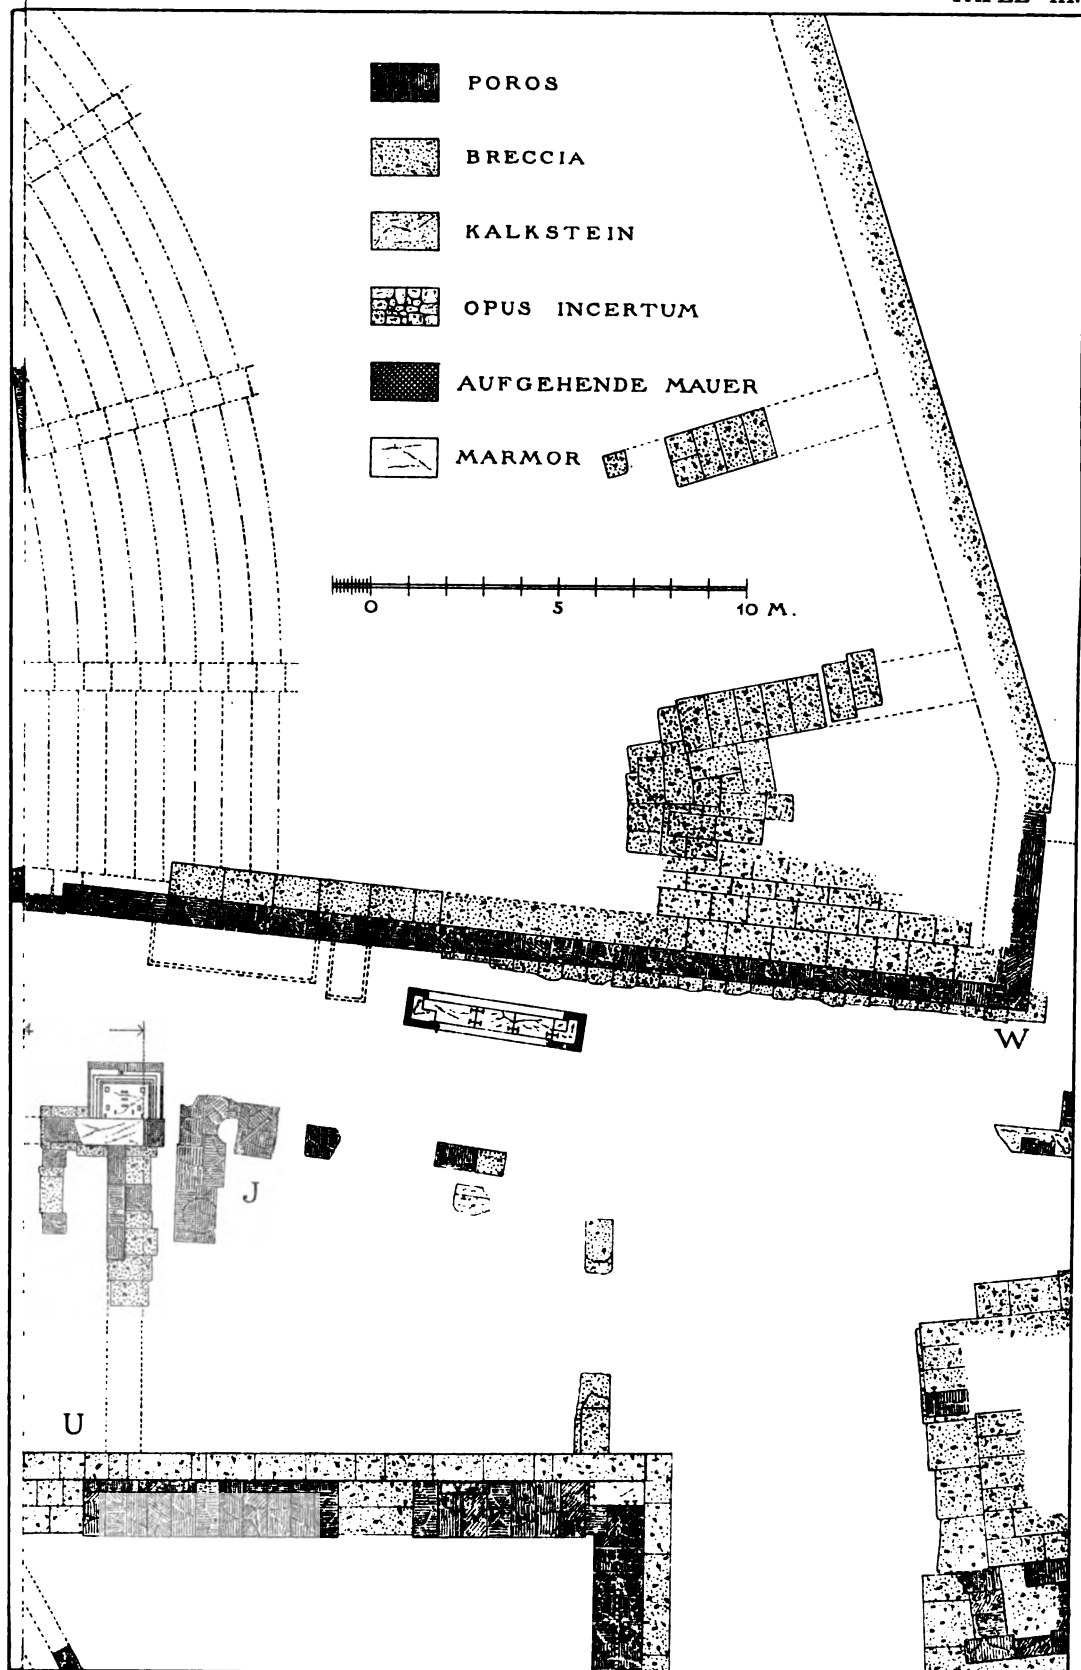 POROS
BRECCIA
KALKSTEIN
OPUS INCERTUM
AUFGEHENDE MAUER
MARMOR
0 5 10 M.
W
J
U